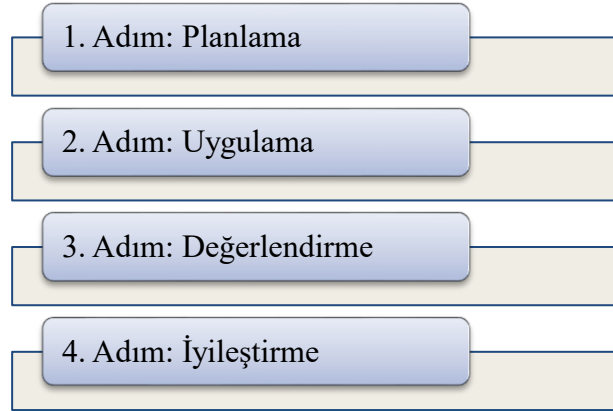 1. Adım: Planlama
2. Adım: Uygulama
3. Adım: Değerlendirme
4. Adım: İyileştirme